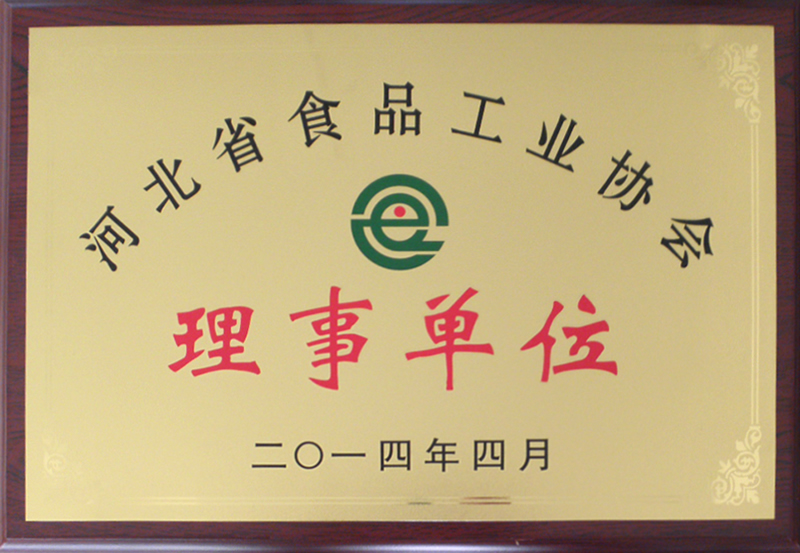 河北省食品工业协会
理事单位
二〇一四年四月